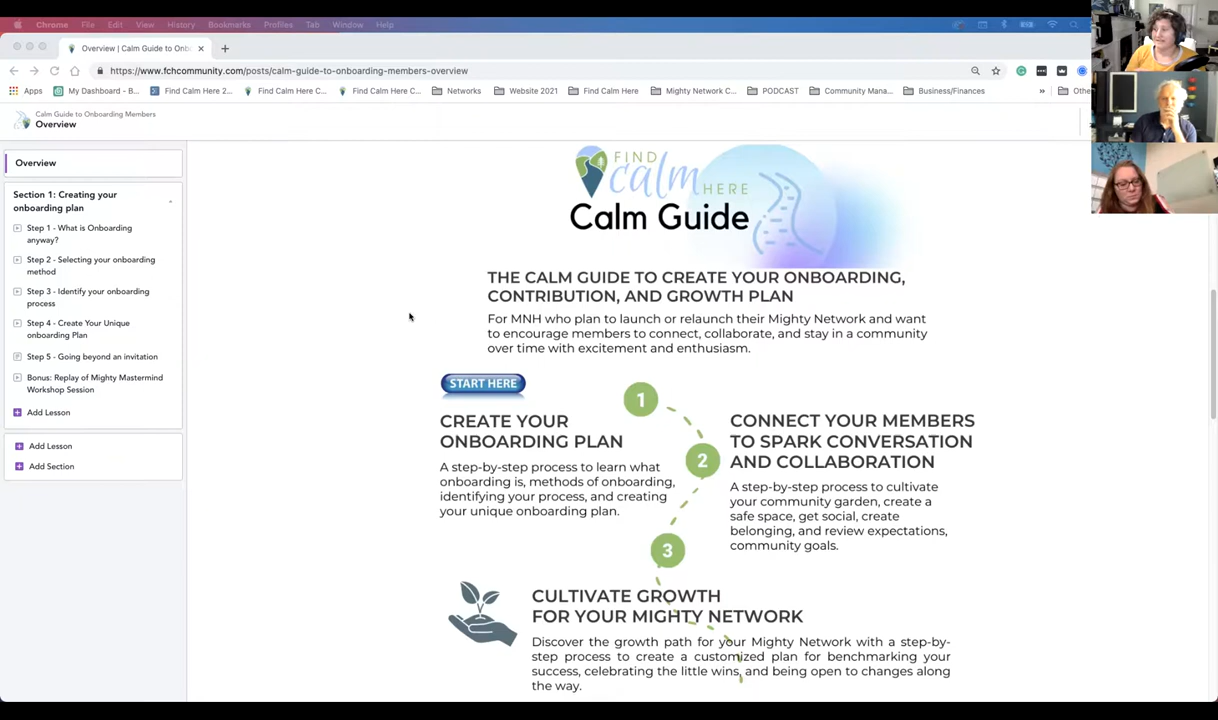 Chrome File Edit View History Bookmarks Profiles Tab Window Help
Overview | Calm Guide to Onb
https://www.fchcommunity.com/posts/calm-guide-to-onboarding-members-overview
Apps My Dashboard - B... Find Calm Here 2... Find Calm Here C... Find Calm Here C... Networks Website 2021 Find Calm Here Mighty Network C... PODCAST Community Mana... Business/Finances » Othe
Calm Guide to Onboarding Members
Overview
Overview
Section 1: Creating your
onboarding plan
Step 1 - What is Onboarding
anyway?
Step 2 - Selecting your onboarding
method
Step 3 - Identify your onboarding
process
Step 4 - Create Your Unique
onboarding Plan
Step 5 - Going beyond an invitation
Bonus: Replay of Mighty Mastermind
Workshop Session
Add Lesson
Add Lesson
Add Section
FIND
calm HERE
Calm Guide
THE CALM GUIDE TO CREATE YOUR ONBOARDING,
CONTRIBUTION, AND GROWTH PLAN
For MNH who plan to launch or relaunch their Mighty Network and want
to encourage members to connect, collaborate, and stay in a community
over time with excitement and enthusiasm.
START HERE
1
CREATE YOUR
ONBOARDING PLAN
A step-by-step process to learn what
onboarding is, methods of onboarding,
identifying your process, and creating
your unique onboarding plan.
2
CONNECT YOUR MEMBERS
TO SPARK CONVERSATION
AND COLLABORATION
A step-by-step process to cultivate
your community garden, create a
safe space, get social, create
belonging, and review expectations,
community goals.
3
CULTIVATE GROWTH
FOR YOUR MIGHTY NETWORK
Discover the growth path for your Mighty Network with a step-by-
step process to create a customized plan for benchmarking your
success, celebrating the little wins, and being open to changes along
the way.